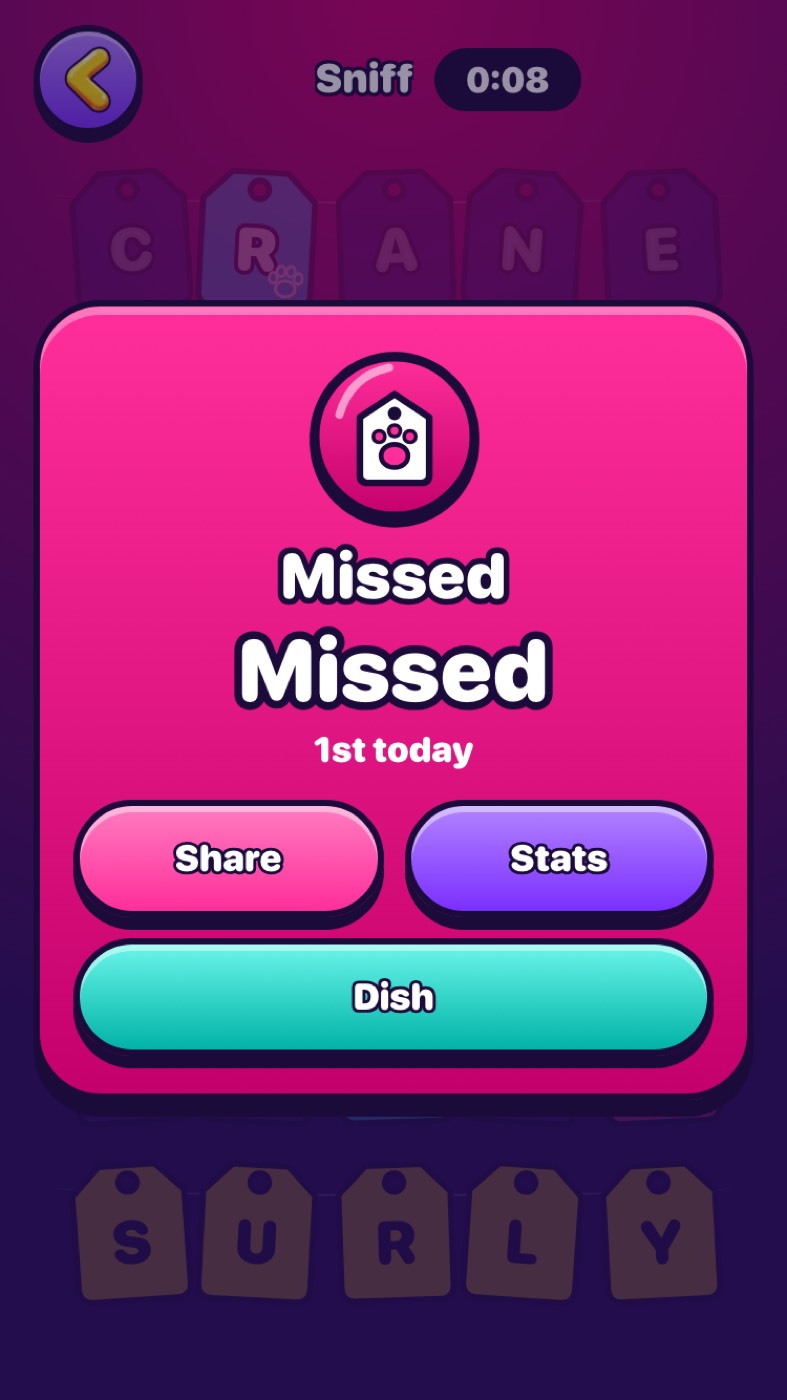 Sniff 0:08
C R A N E
Missed
Missed
1st today
Share Stats
Dish
S U R L Y